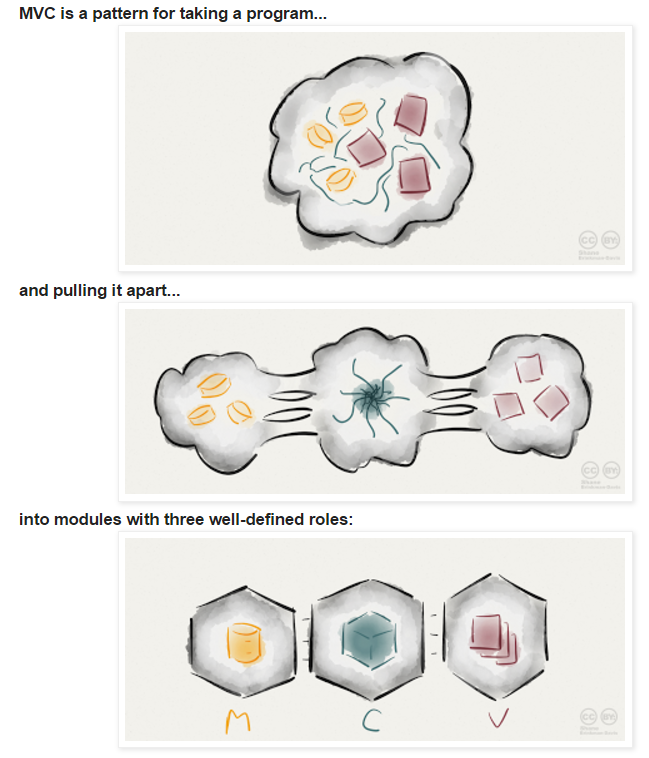 MVC is a pattern for taking a program...
CC BY:
and pulling it apart...
CC BY:
into modules with three well-defined roles:
M C V
CC BY: